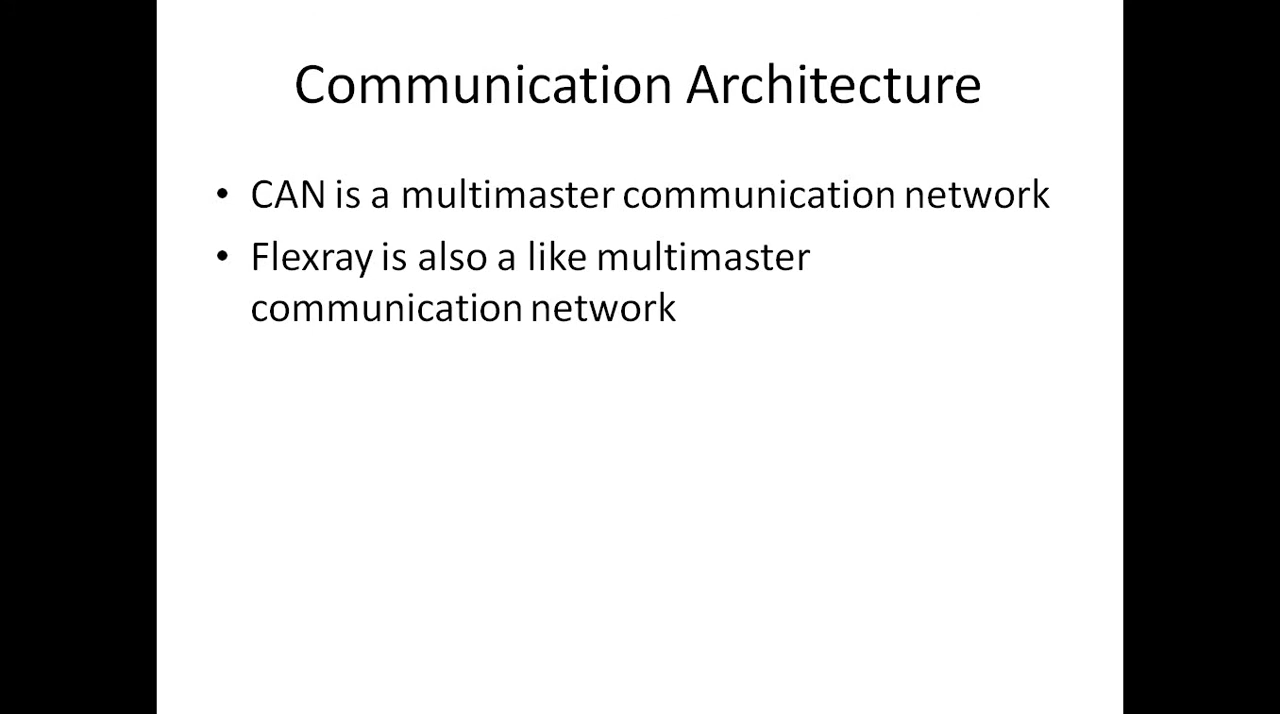 Communication Architecture
• CAN is a multimaster communication network
• Flexray is also a like multimaster
communication network